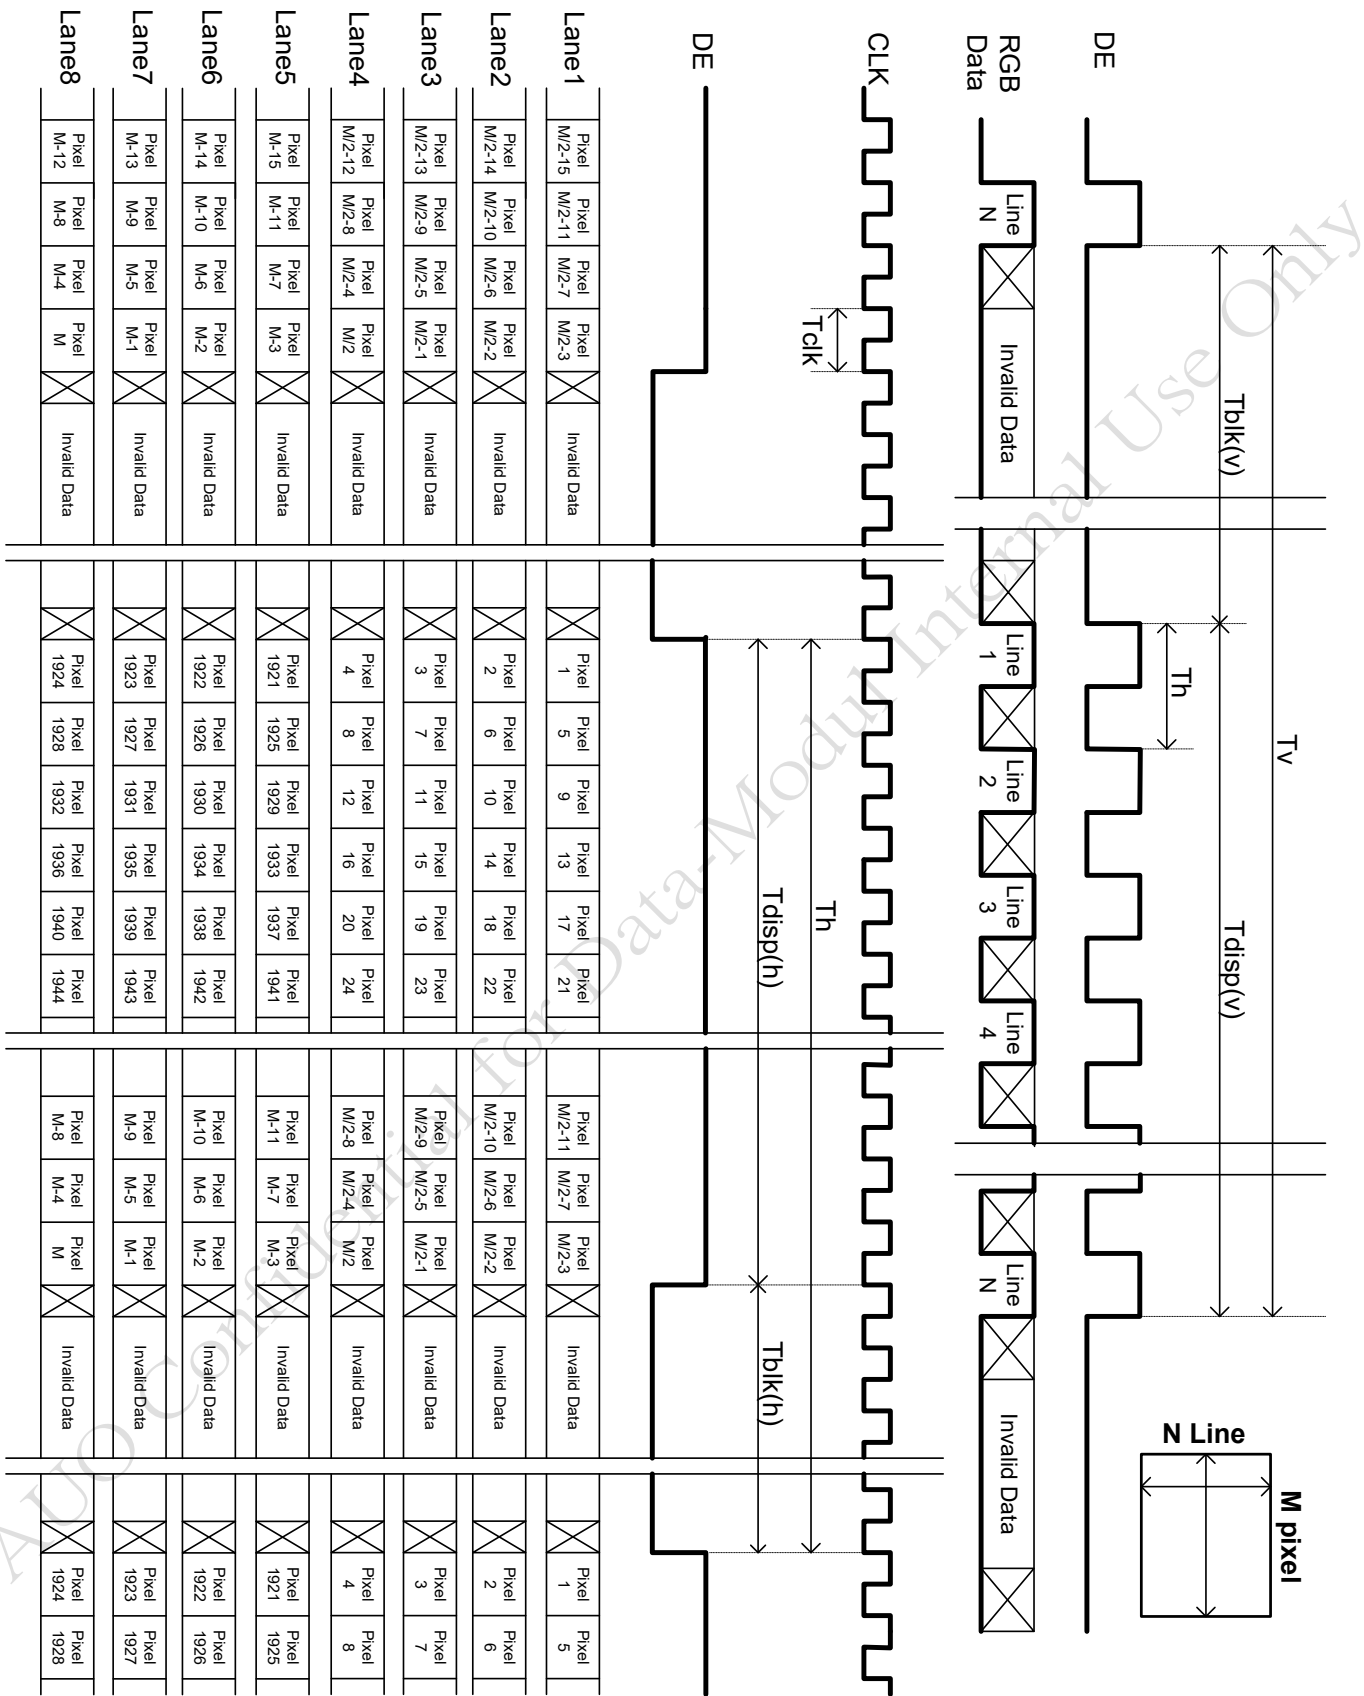 Tv
Tblk(v)
Tdisp(v)
Th
DE
RGB
Data
Line
N
Invalid Data
Line
1
Line
2
Line
3
Line
4
Line
N
Invalid Data
N Line
M pixel
CLK
Tclk
Th
Tdisp(h)
Tblk(h)
DE
Lane1
Pixel M/2-15 Pixel M/2-11 Pixel M/2-7 Pixel M/2-3 Invalid Data Pixel 1 Pixel 5 Pixel 9 Pixel 13 Pixel 17 Pixel 21 Pixel M/2-11 Pixel M/2-7 Pixel M/2-3 Invalid Data Pixel 1 Pixel 5
Lane2
Pixel M/2-14 Pixel M/2-10 Pixel M/2-6 Pixel M/2-2 Invalid Data Pixel 2 Pixel 6 Pixel 10 Pixel 14 Pixel 18 Pixel 22 Pixel M/2-10 Pixel M/2-6 Pixel M/2-2 Invalid Data Pixel 2 Pixel 6
Lane3
Pixel M/2-13 Pixel M/2-9 Pixel M/2-5 Pixel M/2-1 Invalid Data Pixel 3 Pixel 7 Pixel 11 Pixel 15 Pixel 19 Pixel 23 Pixel M/2-9 Pixel M/2-5 Pixel M/2-1 Invalid Data Pixel 3 Pixel 7
Lane4
Pixel M/2-12 Pixel M/2-8 Pixel M/2-4 Pixel M/2 Invalid Data Pixel 4 Pixel 8 Pixel 12 Pixel 16 Pixel 20 Pixel 24 Pixel M/2-8 Pixel M/2-4 Pixel M/2 Invalid Data Pixel 4 Pixel 8
Lane5
Pixel M-15 Pixel M-11 Pixel M-7 Pixel M-3 Invalid Data Pixel 1921 Pixel 1925 Pixel 1929 Pixel 1933 Pixel 1937 Pixel 1941 Pixel M-11 Pixel M-7 Pixel M-3 Invalid Data Pixel 1921 Pixel 1925
Lane6
Pixel M-14 Pixel M-10 Pixel M-6 Pixel M-2 Invalid Data Pixel 1922 Pixel 1926 Pixel 1930 Pixel 1934 Pixel 1938 Pixel 1942 Pixel M-10 Pixel M-6 Pixel M-2 Invalid Data Pixel 1922 Pixel 1926
Lane7
Pixel M-13 Pixel M-9 Pixel M-5 Pixel M-1 Invalid Data Pixel 1923 Pixel 1927 Pixel 1931 Pixel 1935 Pixel 1939 Pixel 1943 Pixel M-9 Pixel M-5 Pixel M-1 Invalid Data Pixel 1923 Pixel 1927
Lane8
Pixel M-12 Pixel M-8 Pixel M-4 Pixel M Invalid Data Pixel 1924 Pixel 1928 Pixel 1932 Pixel 1936 Pixel 1940 Pixel 1944 Pixel M-8 Pixel M-4 Pixel M Invalid Data Pixel 1924 Pixel 1928
AUO Confidential for Data-Modul Internal Use Only